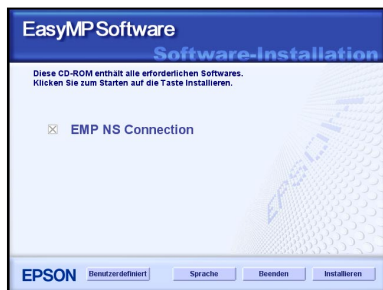 EasyMP Software
Software-Installation
Diese CD-ROM enthält alle erforderlichen Softwares.
Klicken Sie zum Starten auf die Taste Installieren.
EMP NS Connection
EPSON
EPSON
Benutzerdefiniert
Sprache
Beenden
Installieren